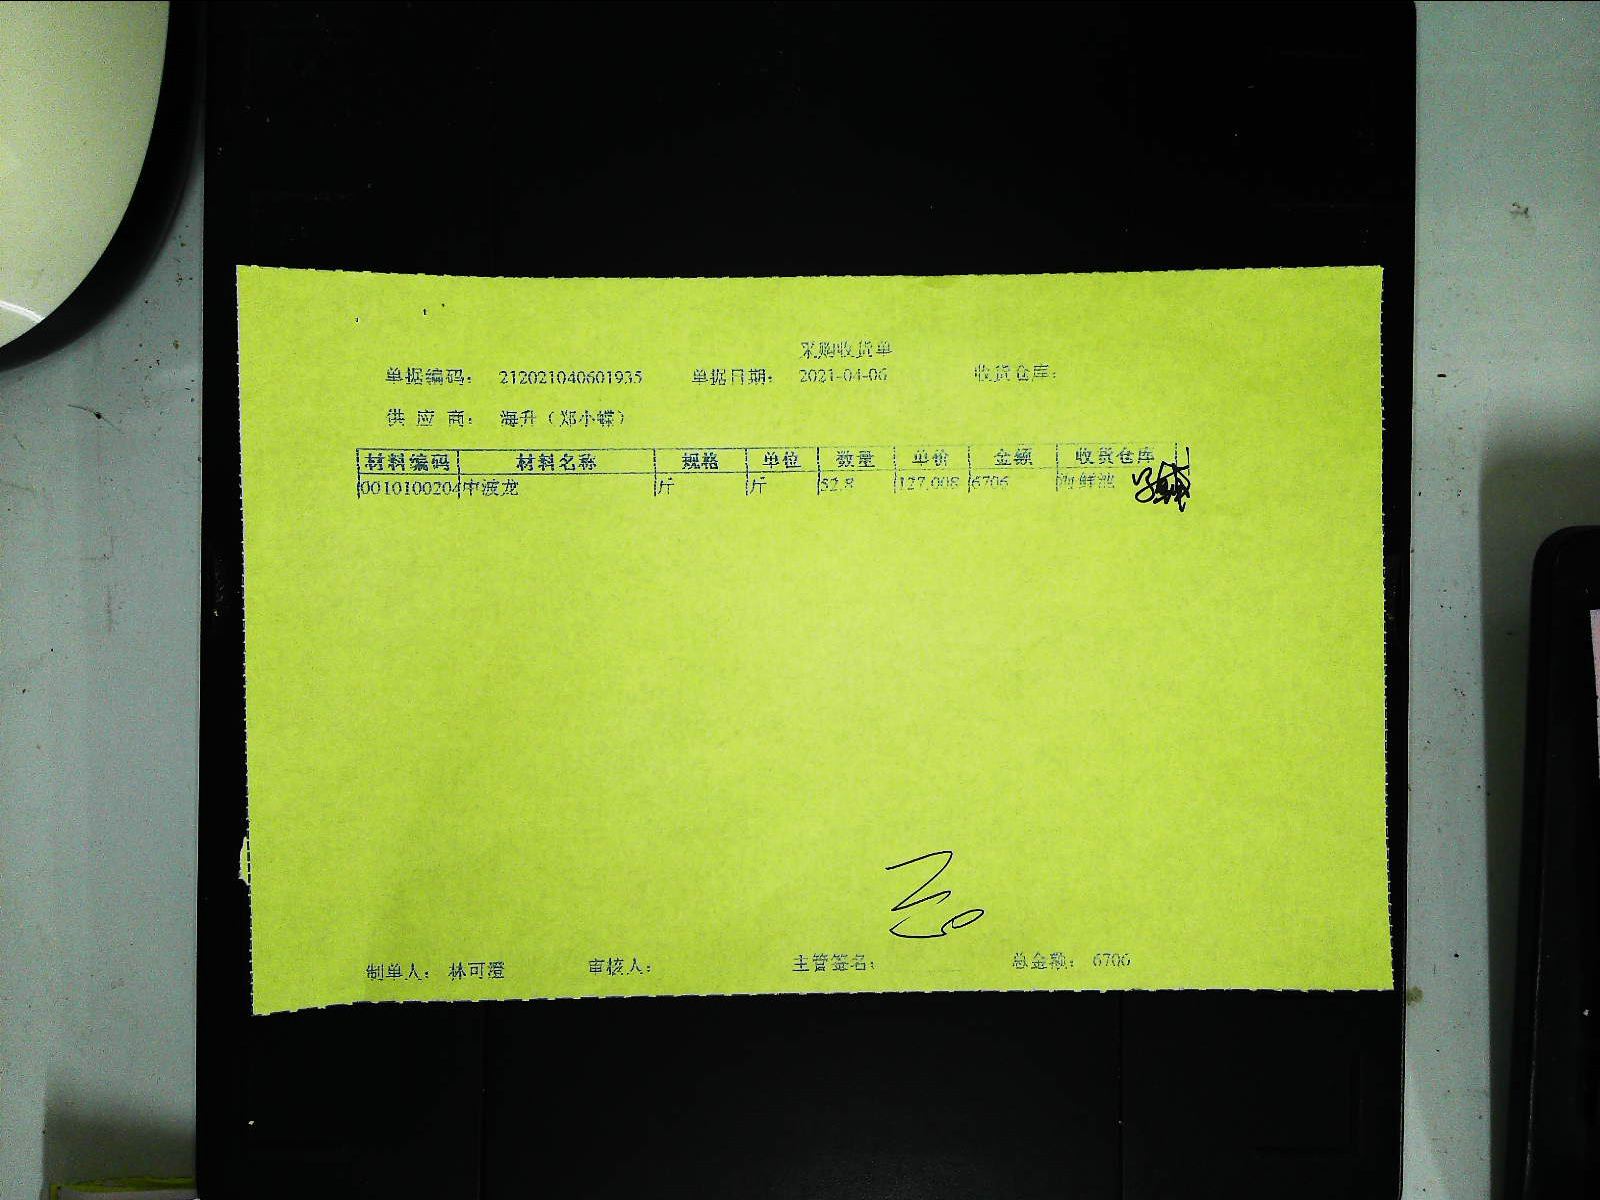 采购收货单
单据编码： 212021040601935 单据日期： 2021-04-06 收货仓库：
供 应 商： 海升（郑小蝶）
材料编码 材料名称 规格 单位 数量 单价 金额 收货仓库
0010100204 中波龙 斤 斤 52.8 127.008 6706 海鲜池
制单人： 林可澄 审核人： 主管签名： 总金额： 6706